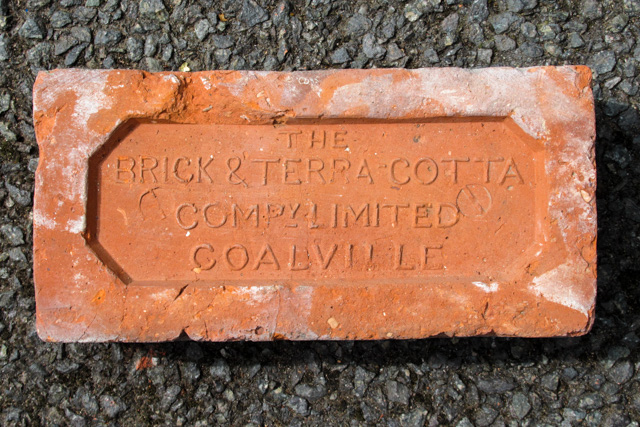 THE
BRICK & TERRA-COTTA
COMPY. LIMITED
COALVILLE